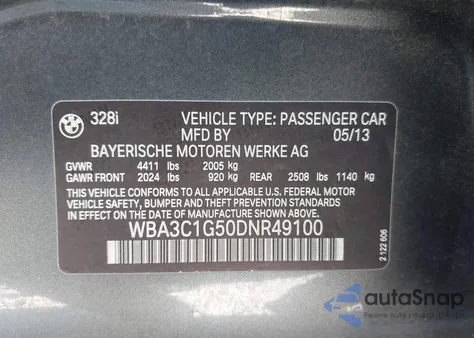 BMW
328i
VEHICLE TYPE: PASSENGER CAR
MFD BY 05/13
BAYERISCHE MOTOREN WERKE AG
GVWR 4411 lbs 2005 kg
GAWR FRONT 2024 lbs 920 kg REAR 2508 lbs 1140 kg
THIS VEHICLE CONFORMS TO ALL APPLICABLE U.S. FEDERAL MOTOR
VEHICLE SAFETY, BUMPER AND THEFT PREVENTION STANDARDS
IN EFFECT ON THE DATE OF MANUFACTURE SHOWN ABOVE.
WBA3C1G50DNR49100
2 122 606
autoSnap